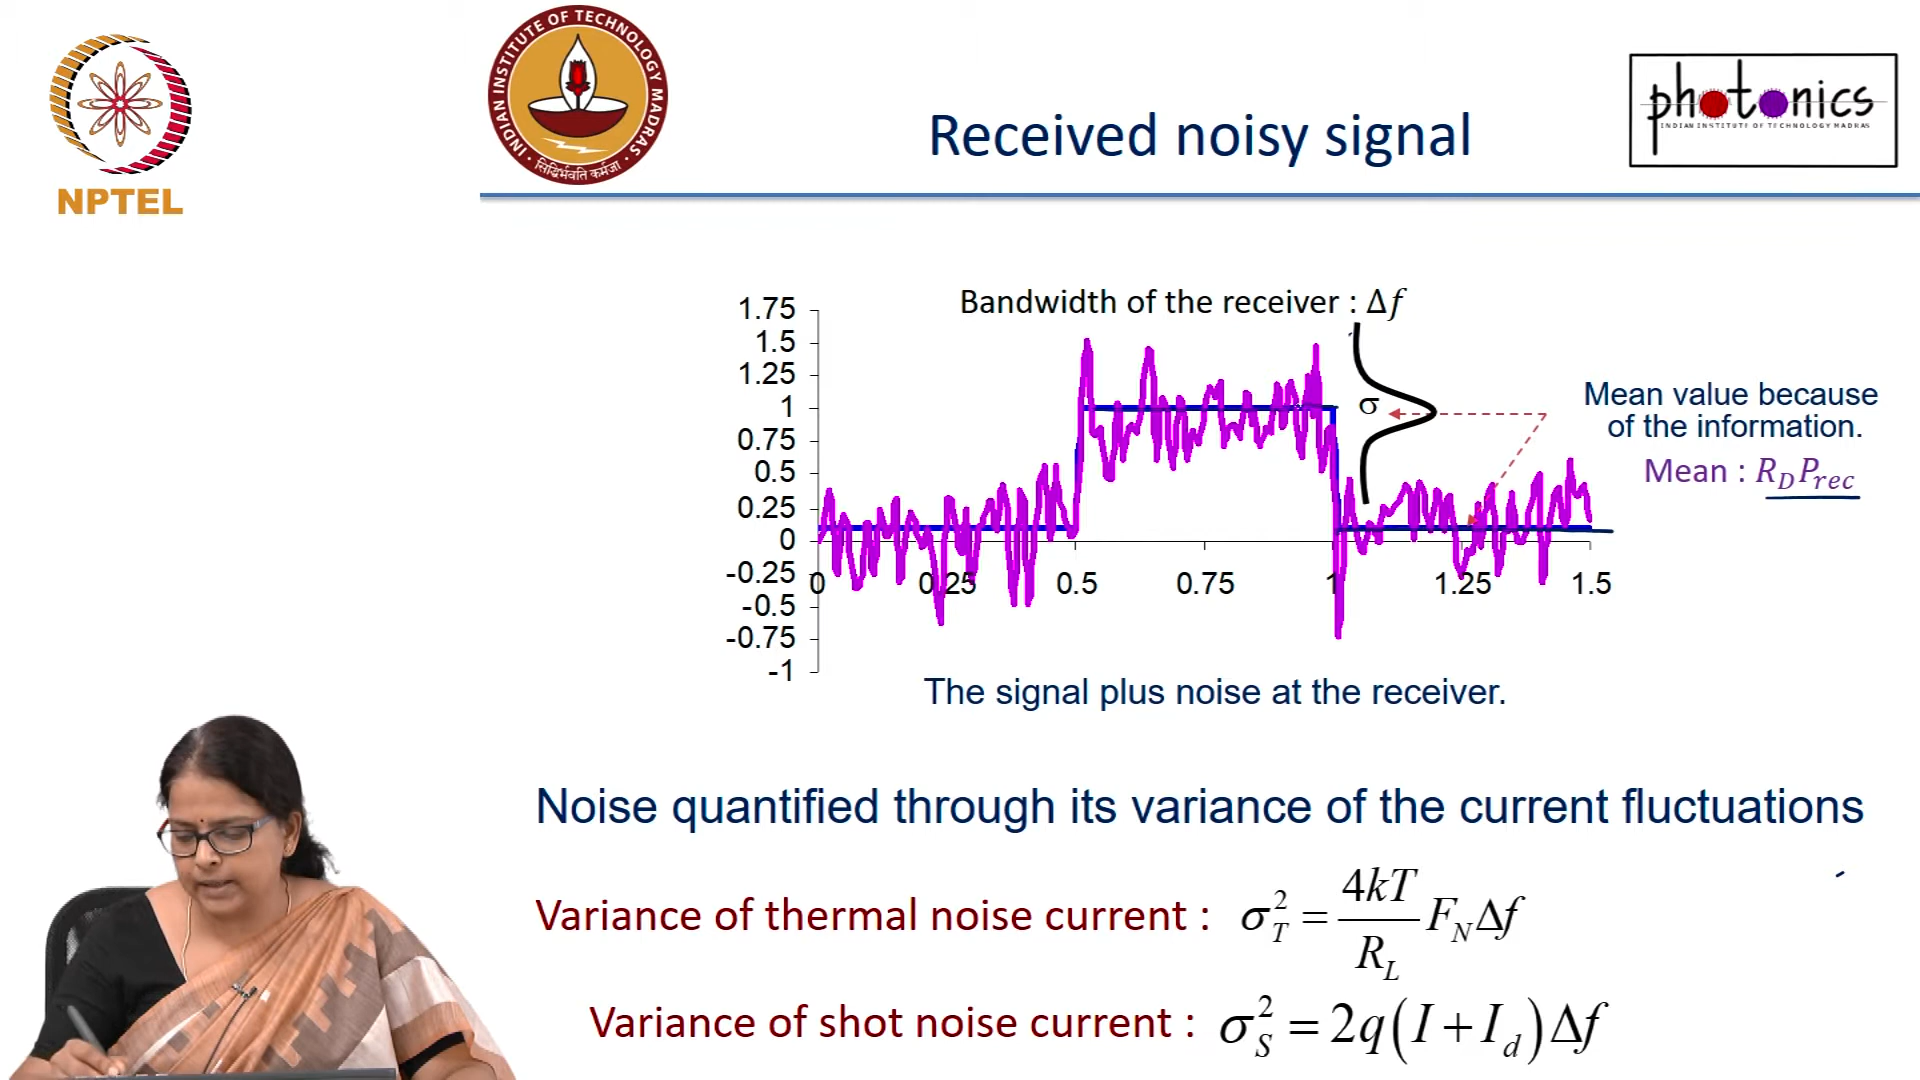 NPTEL
INDIAN INSTITUTE OF TECHNOLOGY MADRAS
सिद्धिर्भवति कर्मजा
Received noisy signal
photonics
INDIAN INSTITUTE OF TECHNOLOGY MADRAS
Bandwidth of the receiver : Δf
1.75
1.5
1.25
1
0.75
0.5
0.25
0
-0.25
-0.5
-0.75
-1
0 0.25 0.5 0.75 1 1.25 1.5
σ
Mean value because
of the information.
Mean : R_D P_rec
The signal plus noise at the receiver.
Noise quantified through its variance of the current fluctuations
Variance of thermal noise current : σ_T^2 = \frac{4kT}{R_L} F_N Δf
Variance of shot noise current : σ_S^2 = 2q(I + I_d)Δf